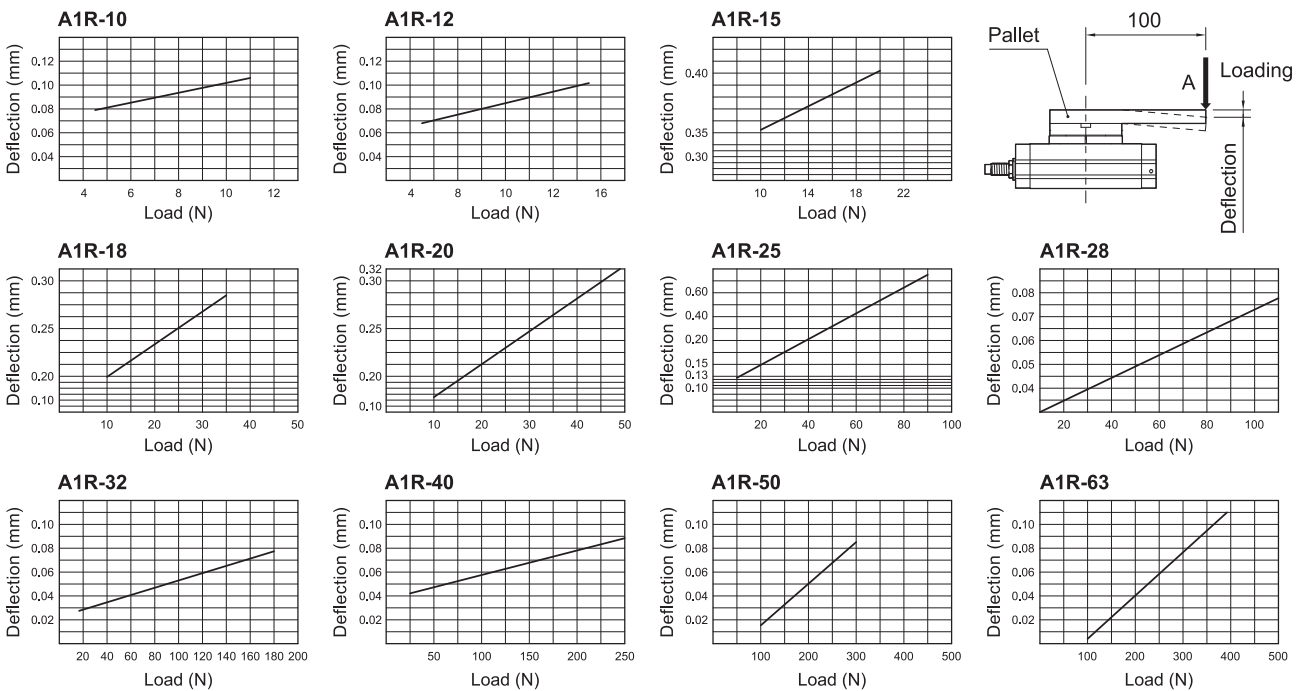 A1R-10
Deflection (mm)
0.12
0.10
0.08
0.06
0.04
4 6 8 10 12
Load (N)
A1R-12
Deflection (mm)
0.12
0.10
0.08
0.06
0.04
4 8 10 12 16
Load (N)
A1R-15
Deflection (mm)
0.40
0.35
0.30
10 14 18 22
Load (N)
100
Pallet
A
Loading
Deflection
A1R-18
Deflection (mm)
0.30
0.25
0.20
0.10
10 20 30 40 50
Load (N)
A1R-20
Deflection (mm)
0.32
0.30
0.25
0.20
0.10
10 20 30 40 50
Load (N)
A1R-25
Deflection (mm)
0.60
0.40
0.20
0.15
0.13
0.10
20 40 60 80 100
Load (N)
A1R-28
Deflection (mm)
0.08
0.07
0.05
0.04
20 40 60 80 100
Load (N)
A1R-32
Deflection (mm)
0.10
0.08
0.06
0.04
0.02
20 40 60 80 100 120 140 160 180 200
Load (N)
A1R-40
Deflection (mm)
0.10
0.08
0.06
0.04
0.02
50 100 150 200 250
Load (N)
A1R-50
Deflection (mm)
0.10
0.08
0.06
0.04
0.02
100 200 300 400 500
Load (N)
A1R-63
Deflection (mm)
0.10
0.08
0.06
0.04
0.02
100 200 300 400 500
Load (N)